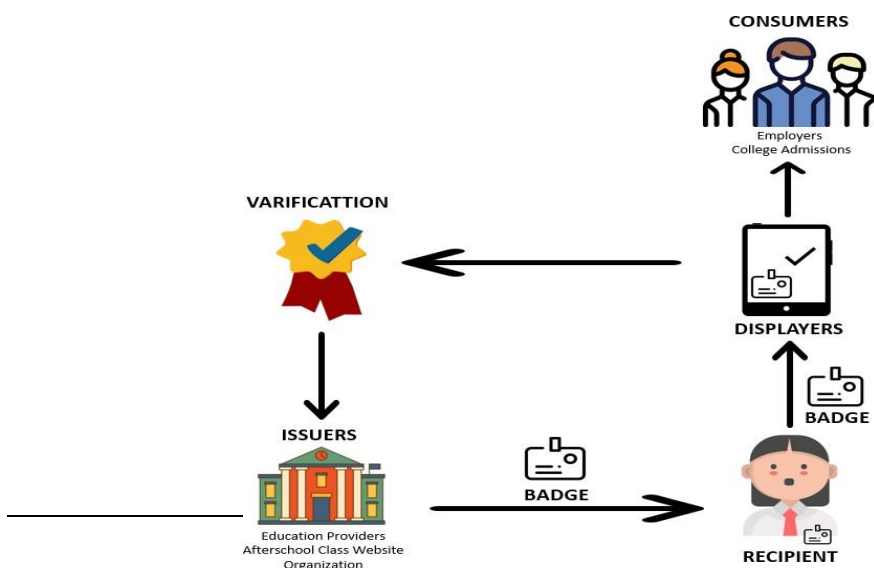 CONSUMERS
Employers
College Admissions
VARIFICATTION
DISPLAYERS
BADGE
ISSUERS
BADGE
Education Providers
Afterschool Class Website
Organization
RECIPIENT